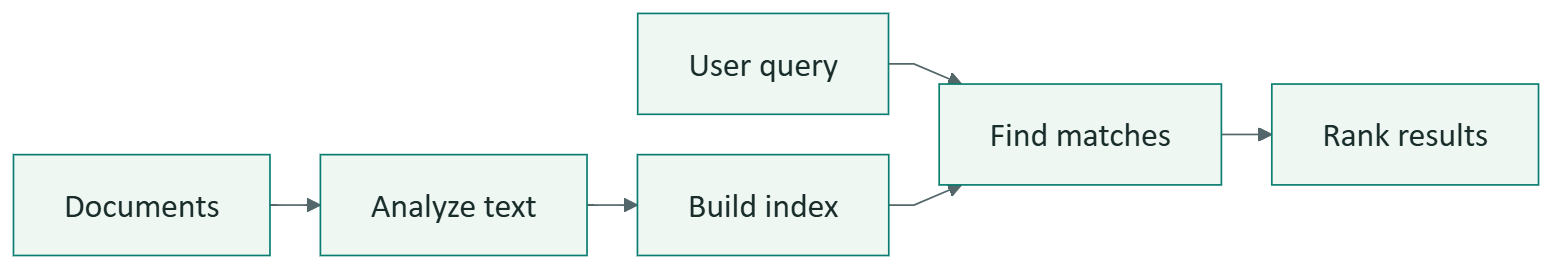 User query
Find matches
Rank results
Documents
Analyze text
Build index